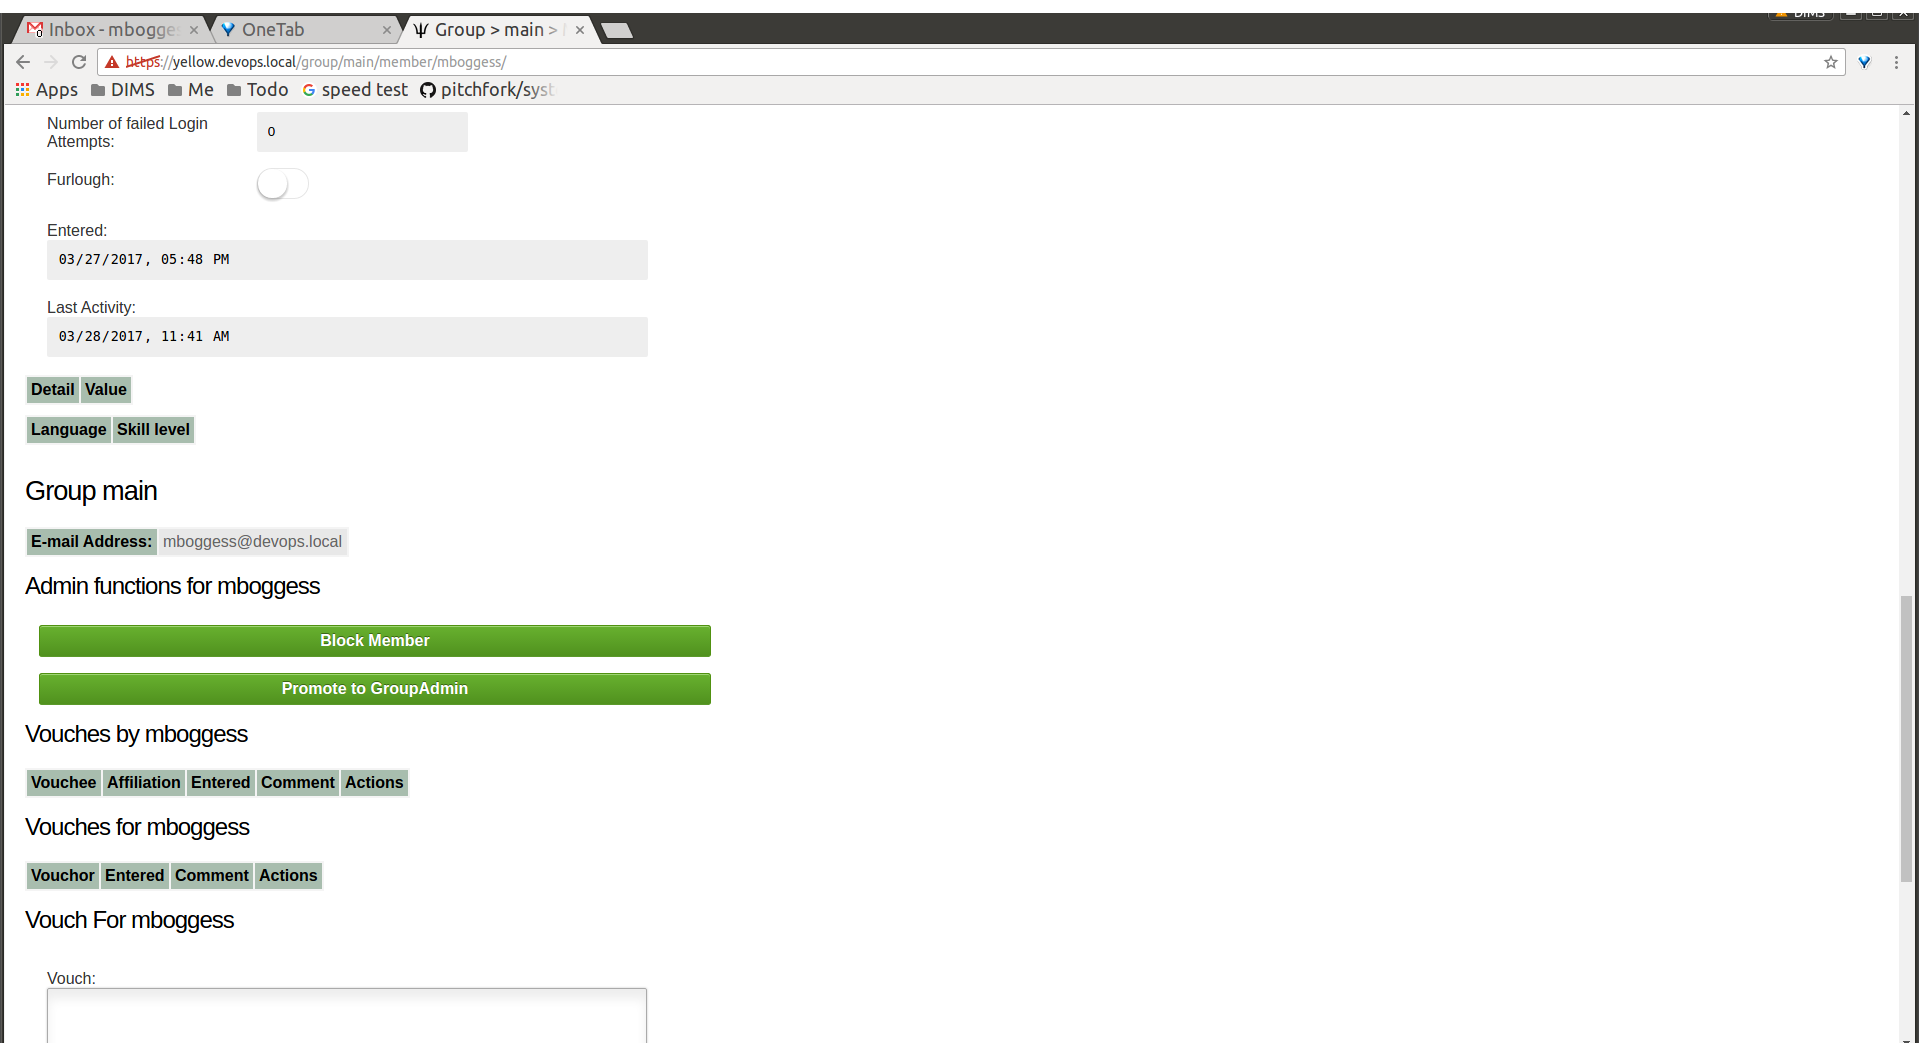 DIMS
Inbox - mbogges
OneTab
Group > main >
https://yellow.devops.local/group/main/member/mboggess/
Apps DIMS Me Todo speed test pitchfork/syst
Number of failed Login
Attempts:
0
Furlough:
Entered:
03/27/2017, 05:48 PM
Last Activity:
03/28/2017, 11:41 AM
Detail Value
Language Skill level
Group main
E-mail Address: mboggess@devops.local
Admin functions for mboggess
Block Member
Promote to GroupAdmin
Vouches by mboggess
Vouchee Affiliation Entered Comment Actions
Vouches for mboggess
Vouchor Entered Comment Actions
Vouch For mboggess
Vouch: